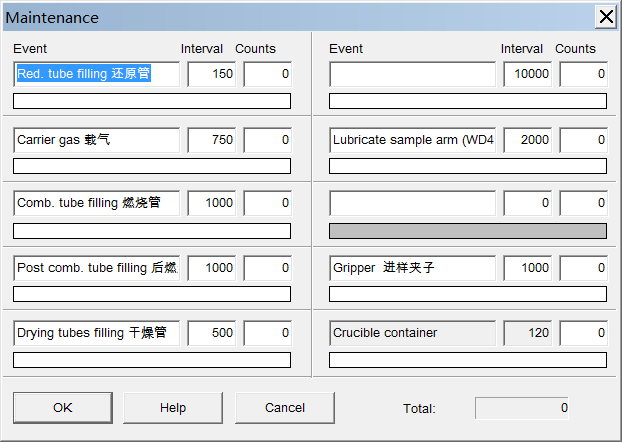 Maintenance
Event Interval Counts
Red. tube filling 还原管 150 0
Carrier gas 载气 750 0
Comb. tube filling 燃烧管 1000 0
Post comb. tube filling 后燃 1000 0
Drying tubes filling 干燥管 500 0
Event Interval Counts
10000 0
Lubricate sample arm (WD4 2000 0
0 0
Gripper 进样夹子 1000 0
Crucible container 120 0
OK Help Cancel Total: 0